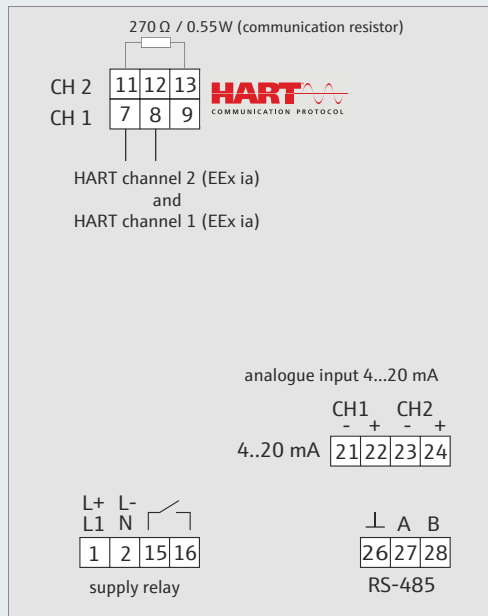 270 Ω / 0.55W (communication resistor)
CH 2 11 12 13
CH 1 7 8 9
HART
COMMUNICATION PROTOCOL
HART channel 2 (EEx ia)
and
HART channel 1 (EEx ia)
analogue input 4...20 mA
CH1 CH2
- + - +
4..20 mA 21 22 23 24
L+ L-
L1 N
1 2 15 16
supply relay
⊥ A B
26 27 28
RS-485